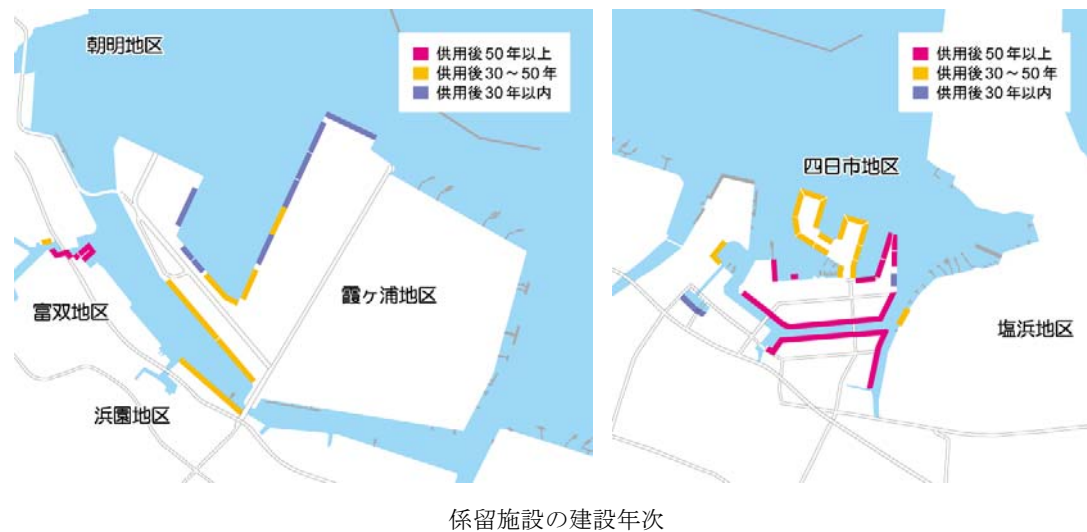 朝明地区
供用後50年以上
供用後30～50年
供用後30年以内
富双地区
霞ヶ浦地区
浜園地区
供用後50年以上
供用後30～50年
供用後30年以内
四日市地区
塩浜地区
係留施設の建設年次